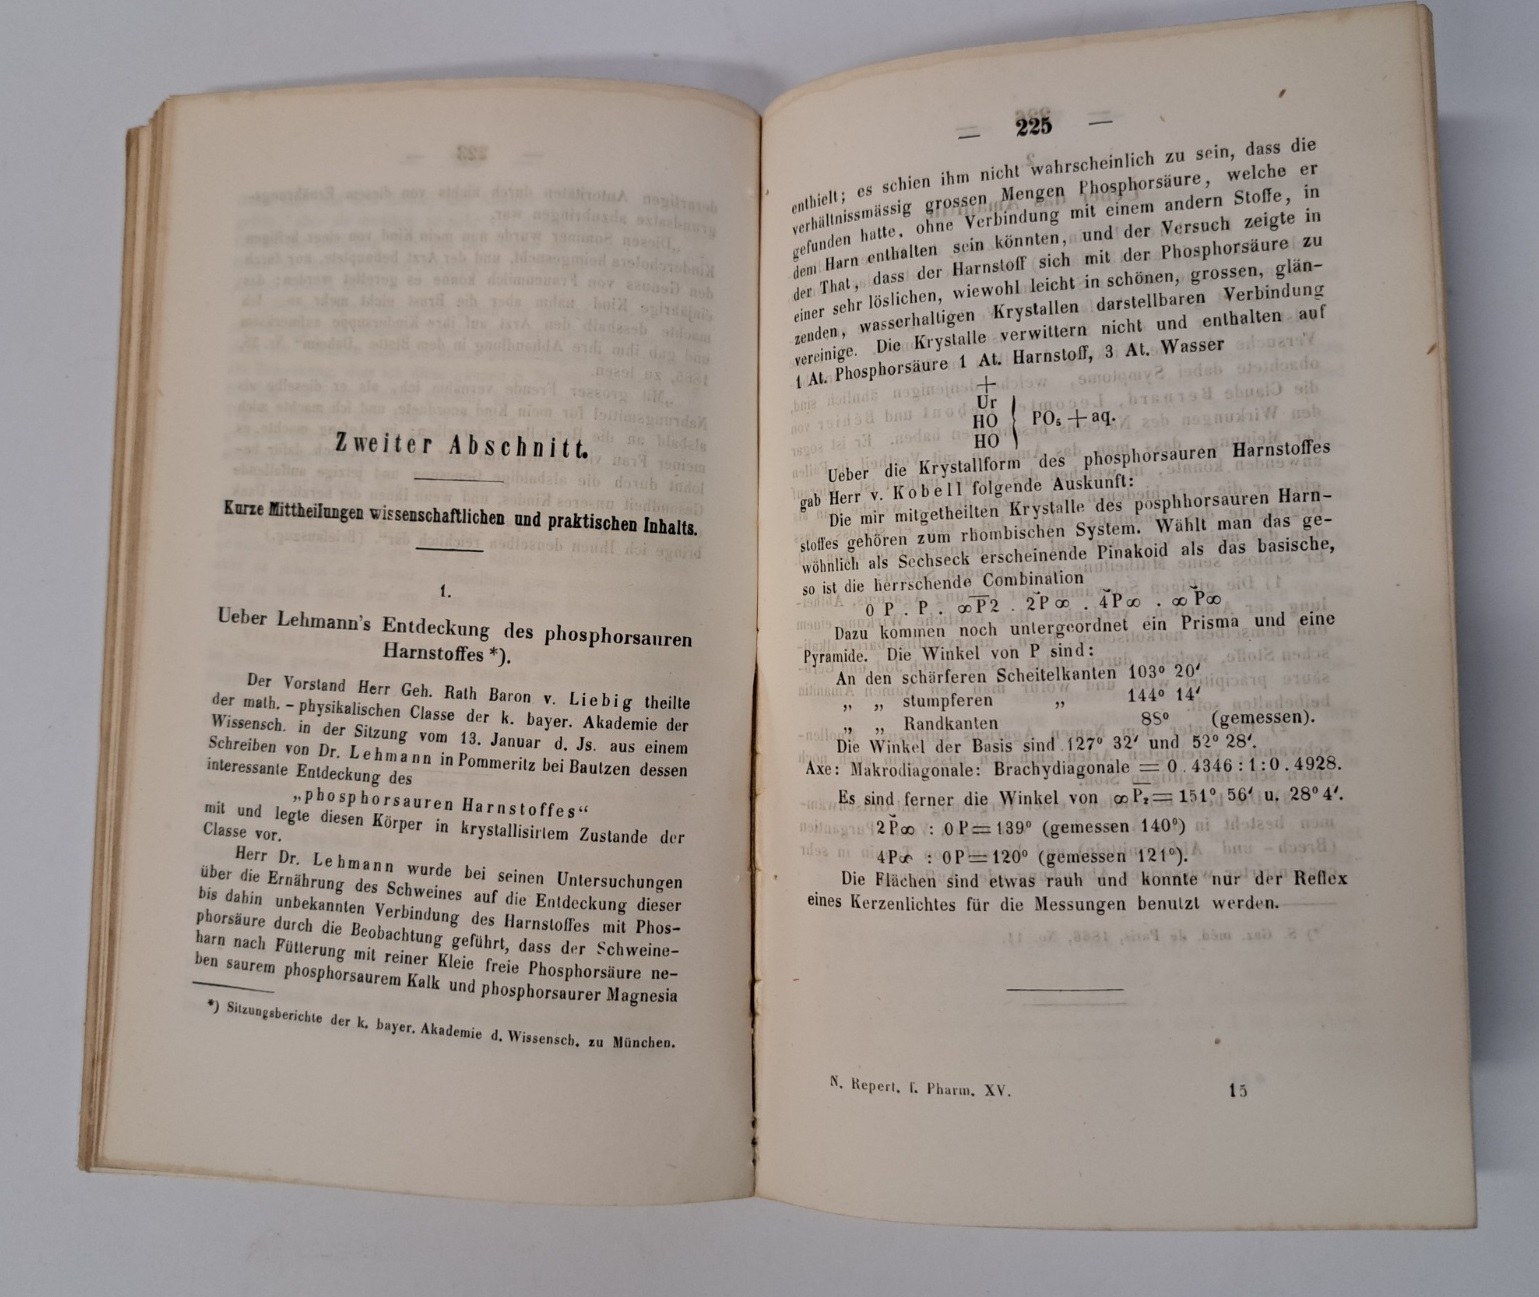 Zweiter Abschnitt.
Kurze Mittheilungen wissenschaftlichen und praktischen Inhalts.
1.
Ueber Lehmann's Entdeckung des phosphorsauren
Harnstoffes *).
Der Vorstand Herr Geh. Rath Baron v. Liebig theilte
der math.-physikalischen Classe der k. bayer. Akademie der
Wissensch. in der Sitzung vom 13. Januar d. Js. aus einem
Schreiben von Dr. Lehmann in Pommeritz bei Bautzen dessen
interessante Entdeckung des
„phosphorsauren Harnstoffes“
mit und legte diesen Körper in krystallisirtem Zustande der
Classe vor.
Herr Dr. Lehmann wurde bei seinen Untersuchungen
über die Ernährung des Schweines auf die Entdeckung dieser
bis dahin unbekannten Verbindung des Harnstoffes mit Phos-
phorsäure durch die Beobachtung geführt, dass der Schweine-
harn nach Fütterung mit reiner Kleie freie Phosphorsäure ne-
ben saurem phosphorsaurem Kalk und phosphorsaurer Magnesia
*) Sitzungsberichte der k. bayer. Akademie d. Wissensch. zu München.
— 225 —
enthielt; es schien ihm nicht wahrscheinlich zu sein, dass die
verhältnissmässig grossen Mengen Phosphorsäure, welche er
gefunden hatte, ohne Verbindung mit einem andern Stoffe, in
dem Harn enthalten sein könnten, und der Versuch zeigte in
der That, dass der Harnstoff sich mit der Phosphorsäure zu
einer sehr löslichen, wiewohl leicht in schönen, grossen, glän-
zenden, wasserhaltigen Krystallen darstellbaren Verbindung
vereinige. Die Krystalle verwittern nicht und enthalten auf
1 At. Phosphorsäure 1 At. Harnstoff, 3 At. Wasser
+
Ur
HO } PO₅ + aq.
HO
Ueber die Krystallform des phosphorsauren Harnstoffes
gab Herr v. Kobell folgende Auskunft:
Die mir mitgetheilten Krystalle des posphhorsauren Harn-
stoffes gehören zum rhombischen System. Wählt man das ge-
wöhnlich als Sechseck erscheinende Pinakoid als das basische,
so ist die herrschende Combination
0 P . P . ∞P̅2 . 2P̆∞ . 4P̆∞ . ∞P̆∞
Dazu kommen noch untergeordnet ein Prisma und eine
Pyramide. Die Winkel von P sind:
An den schärferen Scheitelkanten 103° 20′
„ „ stumpferen „ 144° 14′
„ „ Randkanten 88° (gemessen).
Die Winkel der Basis sind 127° 32′ und 52° 28′.
Axe: Makrodiagonale: Brachydiagonale = 0.4346:1:0.4928.
Es sind ferner die Winkel von ∞P̅₂ = 151° 56′ u. 28° 4′.
2P̆∞ : 0P = 139° (gemessen 140°)
4P∞ : 0P = 120° (gemessen 121°).
Die Flächen sind etwas rauh und konnte nur der Reflex
eines Kerzenlichtes für die Messungen benutzt werden.
N. Repert. f. Pharm. XV. 15